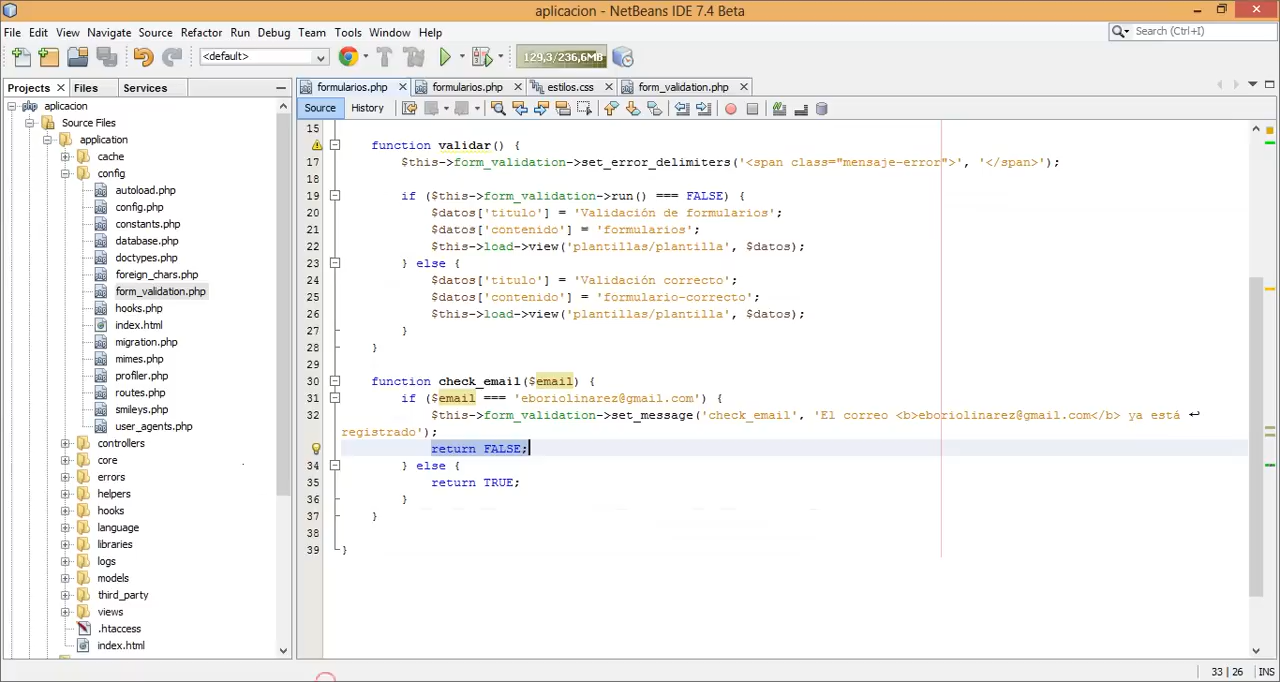 aplicacion - NetBeans IDE 7.4 Beta
File Edit View Navigate Source Refactor Run Debug Team Tools Window Help
Search (Ctrl+I)
<default>
129,3/236,6MB
Projects Files Services
formularios.php formularios.php estilos.css form_validation.php
Source History
aplicacion
Source Files
application
cache
config
autoload.php
config.php
constants.php
database.php
doctypes.php
foreign_chars.php
form_validation.php
hooks.php
index.html
migration.php
mimes.php
profiler.php
routes.php
smileys.php
user_agents.php
controllers
core
errors
helpers
hooks
language
libraries
logs
models
third_party
views
.htaccess
index.html
15
function validar() {
17 $this->form_validation->set_error_delimiters('<span class="mensaje-error">', '</span>');
18
19 if ($this->form_validation->run() === FALSE) {
20 $datos['titulo'] = 'Validación de formularios';
21 $datos['contenido'] = 'formularios';
22 $this->load->view('plantillas/plantilla', $datos);
23 } else {
24 $datos['titulo'] = 'Validación correcto';
25 $datos['contenido'] = 'formulario-correcto';
26 $this->load->view('plantillas/plantilla', $datos);
27 }
28 }
29
30 function check_email($email) {
31 if ($email === 'eboriolinarez@gmail.com') {
32 $this->form_validation->set_message('check_email', 'El correo <b>eboriolinarez@gmail.com</b> ya está
registrado');
return FALSE;
34 } else {
35 return TRUE;
36 }
37 }
38
39 }
33 | 26 INS